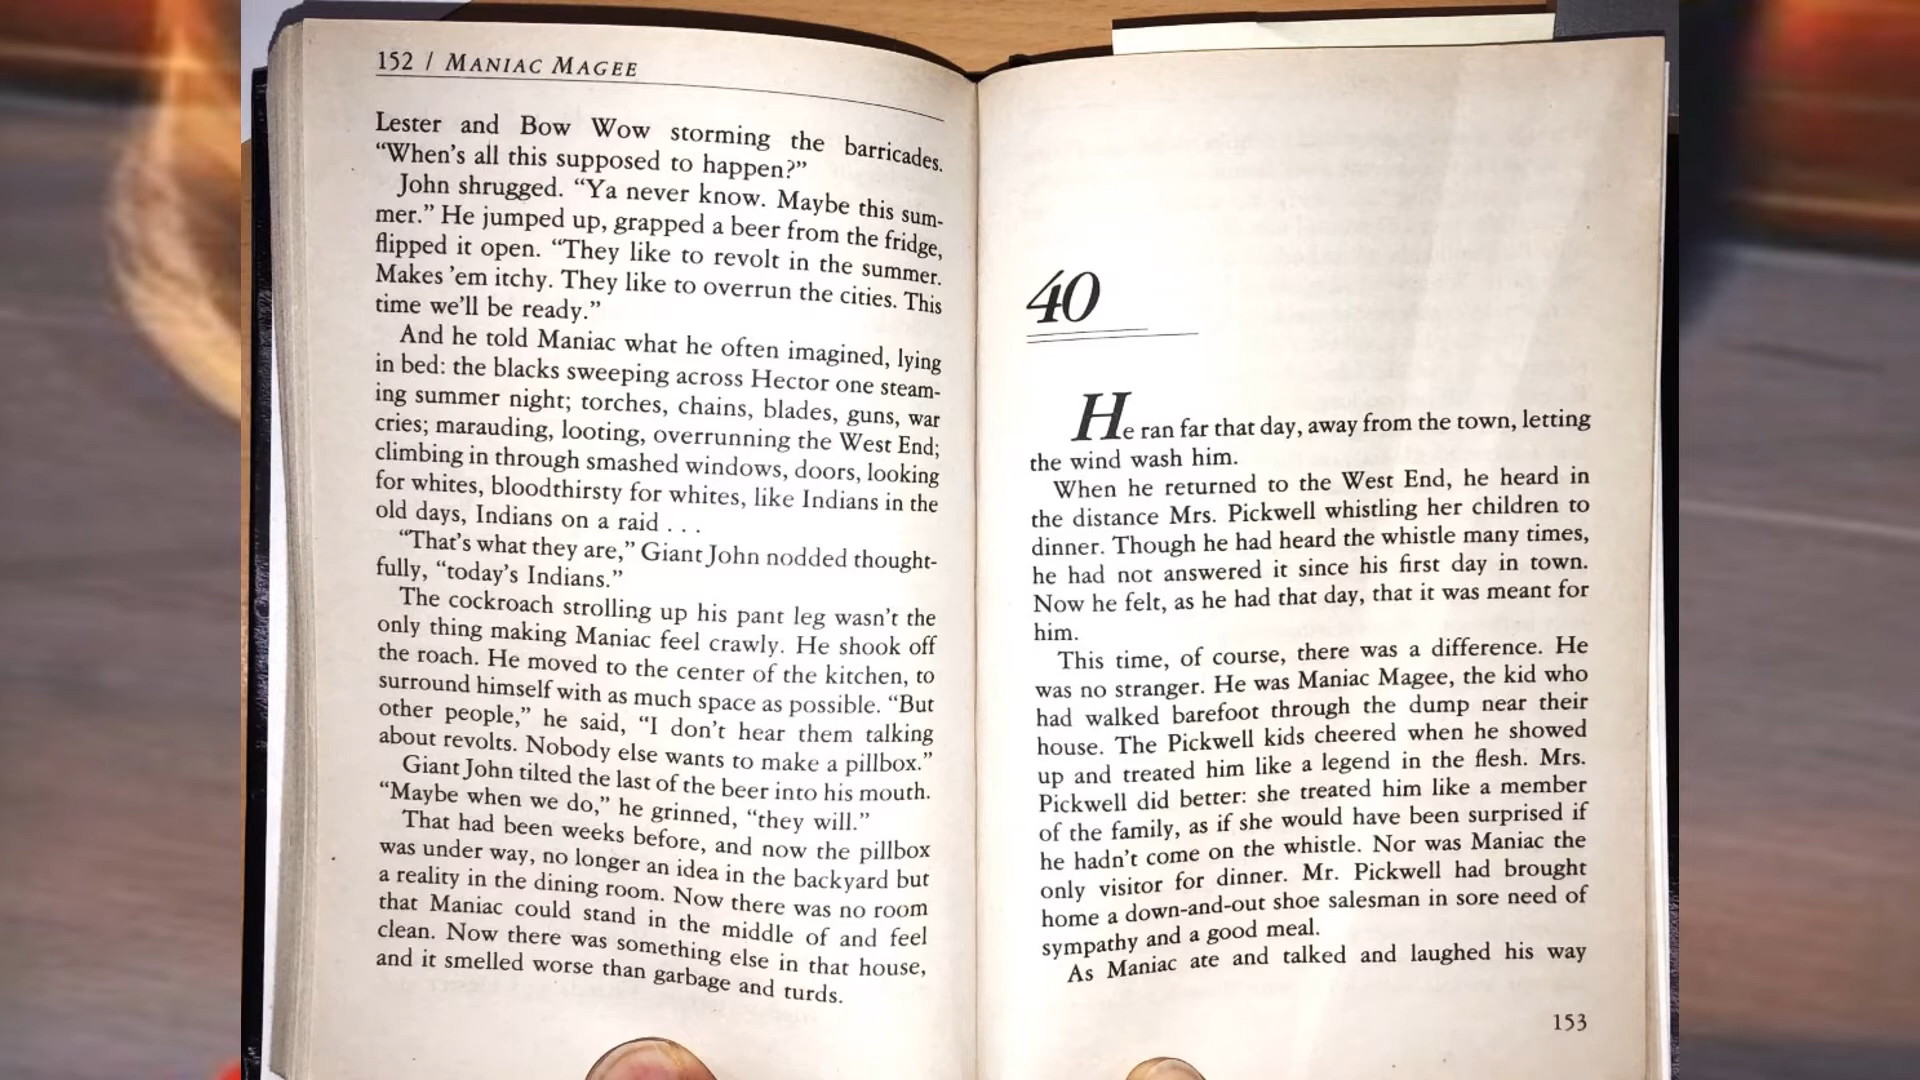 152 / MANIAC MAGEE
Lester and Bow Wow storming the barricades.
“When's all this supposed to happen?”
John shrugged. “Ya never know. Maybe this sum-
mer.” He jumped up, grapped a beer from the fridge,
flipped it open. “They like to revolt in the summer.
Makes ’em itchy. They like to overrun the cities. This
time we’ll be ready.”
And he told Maniac what he often imagined, lying
in bed: the blacks sweeping across Hector one steam-
ing summer night; torches, chains, blades, guns, war
cries; marauding, looting, overrunning the West End;
climbing in through smashed windows, doors, looking
for whites, bloodthirsty for whites, like Indians in the
old days, Indians on a raid . . .
“That’s what they are,” Giant John nodded thought-
fully, “today’s Indians.”
The cockroach strolling up his pant leg wasn’t the
only thing making Maniac feel crawly. He shook off
the roach. He moved to the center of the kitchen, to
surround himself with as much space as possible. “But
other people,” he said, “I don’t hear them talking
about revolts. Nobody else wants to make a pillbox.”
Giant John tilted the last of the beer into his mouth.
“Maybe when we do,” he grinned, “they will.”
That had been weeks before, and now the pillbox
was under way, no longer an idea in the backyard but
a reality in the dining room. Now there was no room
that Maniac could stand in the middle of and feel
clean. Now there was something else in that house,
and it smelled worse than garbage and turds.
40
He ran far that day, away from the town, letting
the wind wash him.
When he returned to the West End, he heard in
the distance Mrs. Pickwell whistling her children to
dinner. Though he had heard the whistle many times,
he had not answered it since his first day in town.
Now he felt, as he had that day, that it was meant for
him.
This time, of course, there was a difference. He
was no stranger. He was Maniac Magee, the kid who
had walked barefoot through the dump near their
house. The Pickwell kids cheered when he showed
up and treated him like a legend in the flesh. Mrs.
Pickwell did better: she treated him like a member
of the family, as if she would have been surprised if
he hadn’t come on the whistle. Nor was Maniac the
only visitor for dinner. Mr. Pickwell had brought
home a down-and-out shoe salesman in sore need of
sympathy and a good meal.
As Maniac ate and talked and laughed his way
153